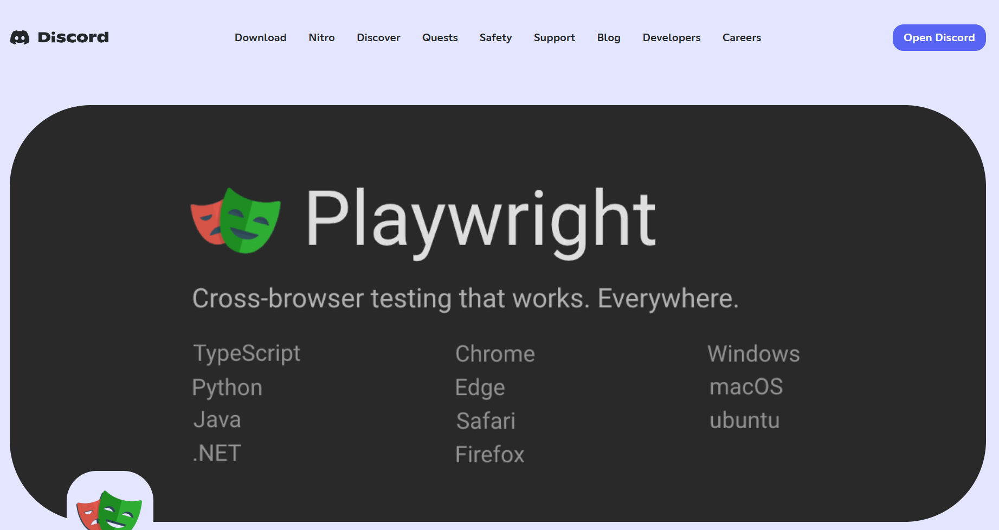 Discord
Download Nitro Discover Quests Safety Support Blog Developers Careers
Open Discord
Playwright
Cross-browser testing that works. Everywhere.
TypeScript Chrome Windows
Python Edge macOS
Java Safari ubuntu
.NET Firefox